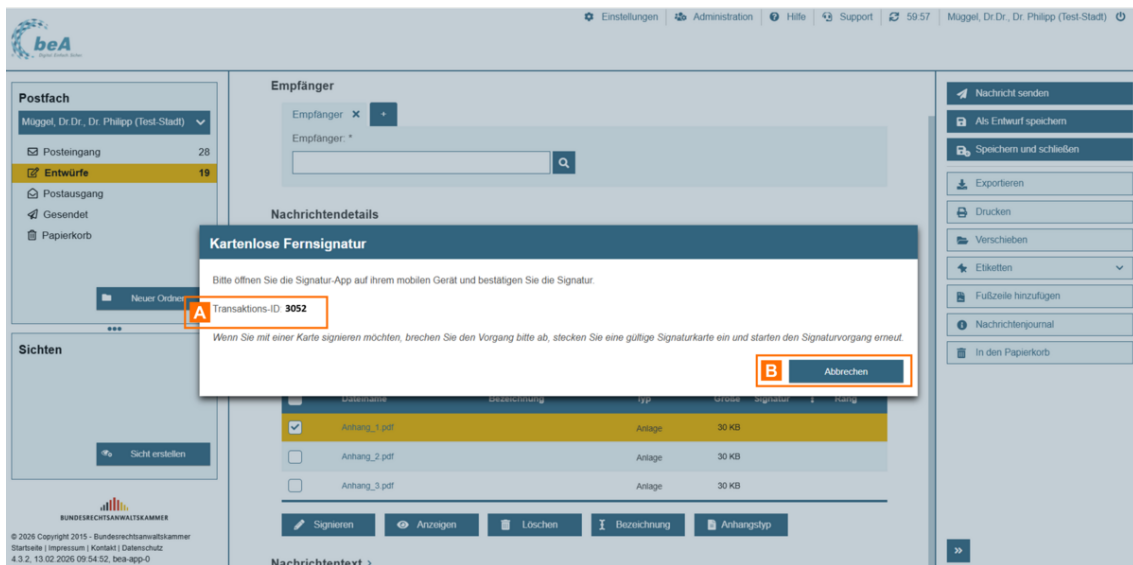 Einstellungen Administration Hilfe Support 59:57 Müggel, Dr.Dr., Dr. Philipp (Test-Stadt)
beA
Postfach
Müggel, Dr.Dr., Dr. Philipp (Test-Stadt)
Posteingang 28
Entwürfe 19
Postausgang
Gesendet
Papierkorb
Neuer Ordner
Sichten
Sicht erstellen
BUNDESRECHTSANWALTSKAMMER
© 2026 Copyright 2015 - Bundesrechtsanwaltskammer
Startseite | Impressum | Kontakt | Datenschutz
4.3.2, 13.02.2026 09:54:52, bea-app-0
Empfänger
Empfänger × +
Empfänger: *
Nachrichtendetails
Kartenlose Fernsignatur
Bitte öffnen Sie die Signatur-App auf ihrem mobilen Gerät und bestätigen Sie die Signatur.
A Transaktions-ID: 3052
Wenn Sie mit einer Karte signieren möchten, brechen Sie den Vorgang bitte ab, stecken Sie eine gültige Signaturkarte ein und starten den Signaturvorgang erneut.
B Abbrechen
Dateiname Bezeichnung Typ Größe Signatur Rang
Anhang_1.pdf Anlage 30 KB
Anhang_2.pdf Anlage 30 KB
Anhang_3.pdf Anlage 30 KB
Signieren Anzeigen Löschen Bezeichnung Anhangstyp
Nachrichtentext >
Nachricht senden
Als Entwurf speichern
Speichern und schließen
Exportieren
Drucken
Verschieben
Etiketten
Fußzeile hinzufügen
Nachrichtenjournal
In den Papierkorb
»